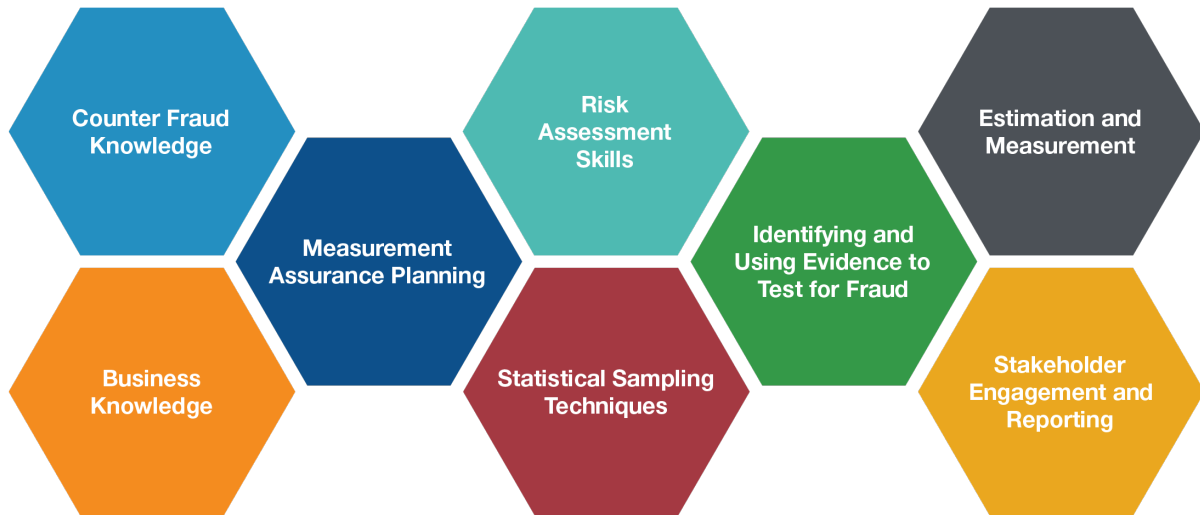 Counter Fraud
Knowledge
Business
Knowledge
Measurement
Assurance Planning
Risk
Assessment
Skills
Statistical Sampling
Techniques
Identifying and
Using Evidence to
Test for Fraud
Estimation and
Measurement
Stakeholder
Engagement and
Reporting